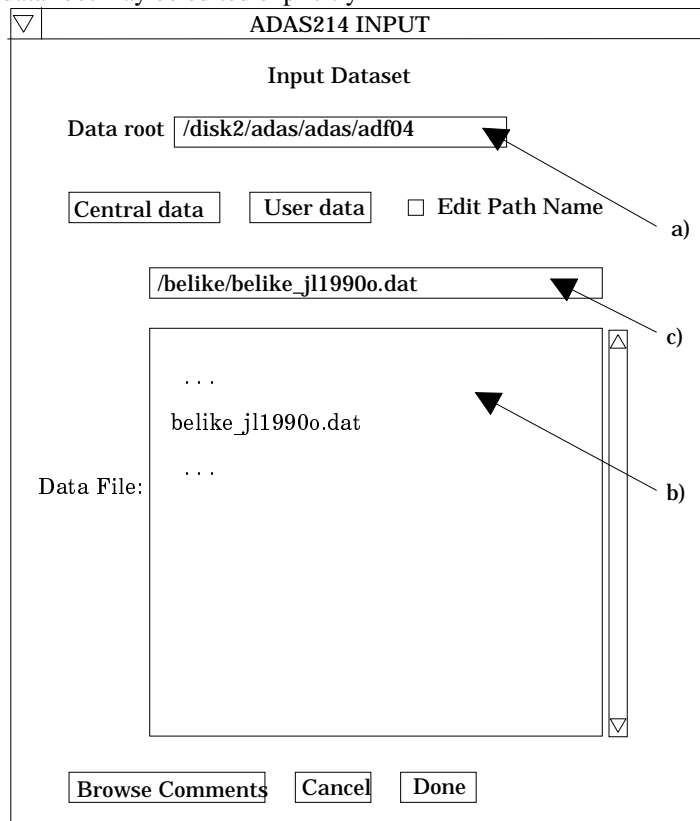 ADAS214 INPUT
Input Dataset
Data root /disk2/adas/adas/adf04
Central data User data Edit Path Name
a)
/belike/belike_jl1990o.dat
c)
. . .
belike_jl1990o.dat
. . .
Data File:
b)
Browse Comments Cancel Done